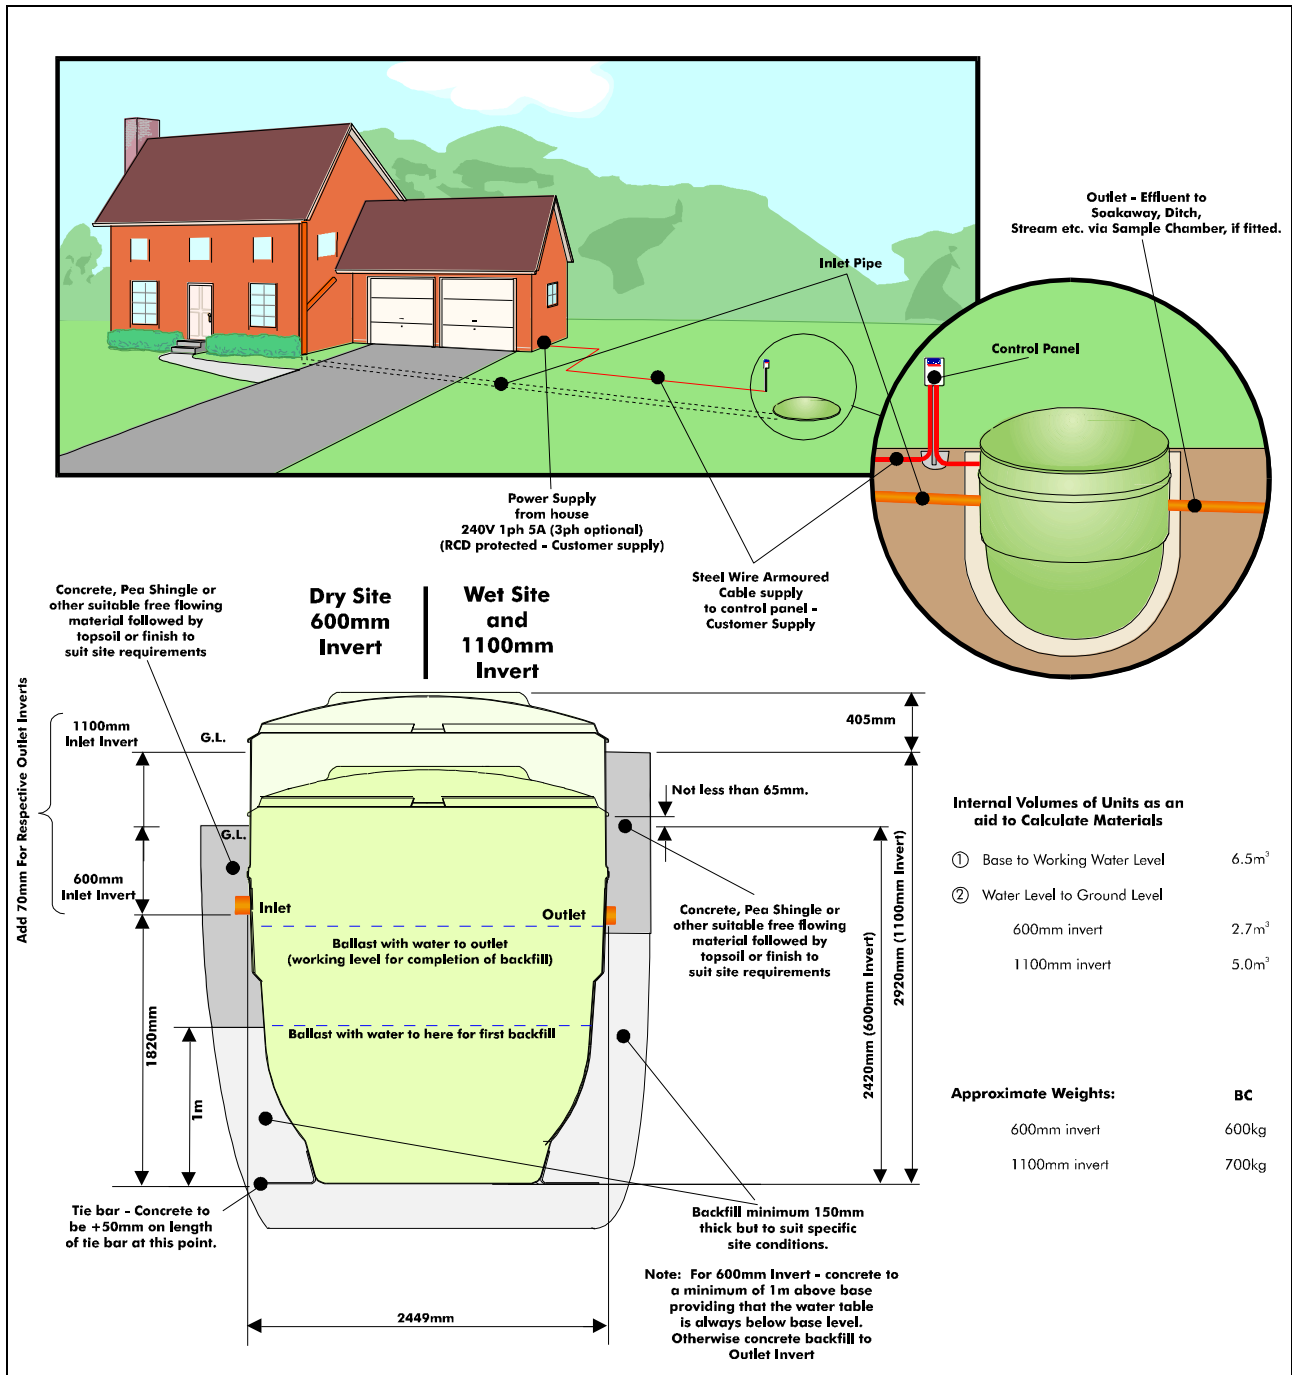 Outlet - Effluent to
Soakaway, Ditch,
Stream etc. via Sample Chamber, if fitted.
Inlet Pipe
Control Panel
Power Supply
from house
240V 1ph 5A (3ph optional)
(RCD protected - Customer supply)
Steel Wire Armoured
Cable supply
to control panel -
Customer Supply
Concrete, Pea Shingle or
other suitable free flowing
material followed by
topsoil or finish to
suit site requirements
Dry Site
600mm
Invert
Wet Site
and
1100mm
Invert
Add 70mm For Respective Outlet Inverts
1100mm
Inlet Invert
G.L.
405mm
Not less than 65mm.
G.L.
600mm
Inlet Invert
Inlet
Outlet
Ballast with water to outlet
(working level for completion of backfill)
Ballast with water to here for first backfill
Concrete, Pea Shingle or
other suitable free flowing
material followed by
topsoil or finish to
suit site requirements
1820mm
1m
2420mm (600mm Invert)
2920mm (1100mm Invert)
Tie bar - Concrete to
be +50mm on length
of tie bar at this point.
Backfill minimum 150mm
thick but to suit specific
site conditions.
Note: For 600mm Invert - concrete to
a minimum of 1m above base
providing that the water table
is always below base level.
Otherwise concrete backfill to
Outlet Invert
2449mm
Internal Volumes of Units as an
aid to Calculate Materials
① Base to Working Water Level 6.5m³
② Water Level to Ground Level
600mm invert 2.7m³
1100mm invert 5.0m³
Approximate Weights: BC
600mm invert 600kg
1100mm invert 700kg